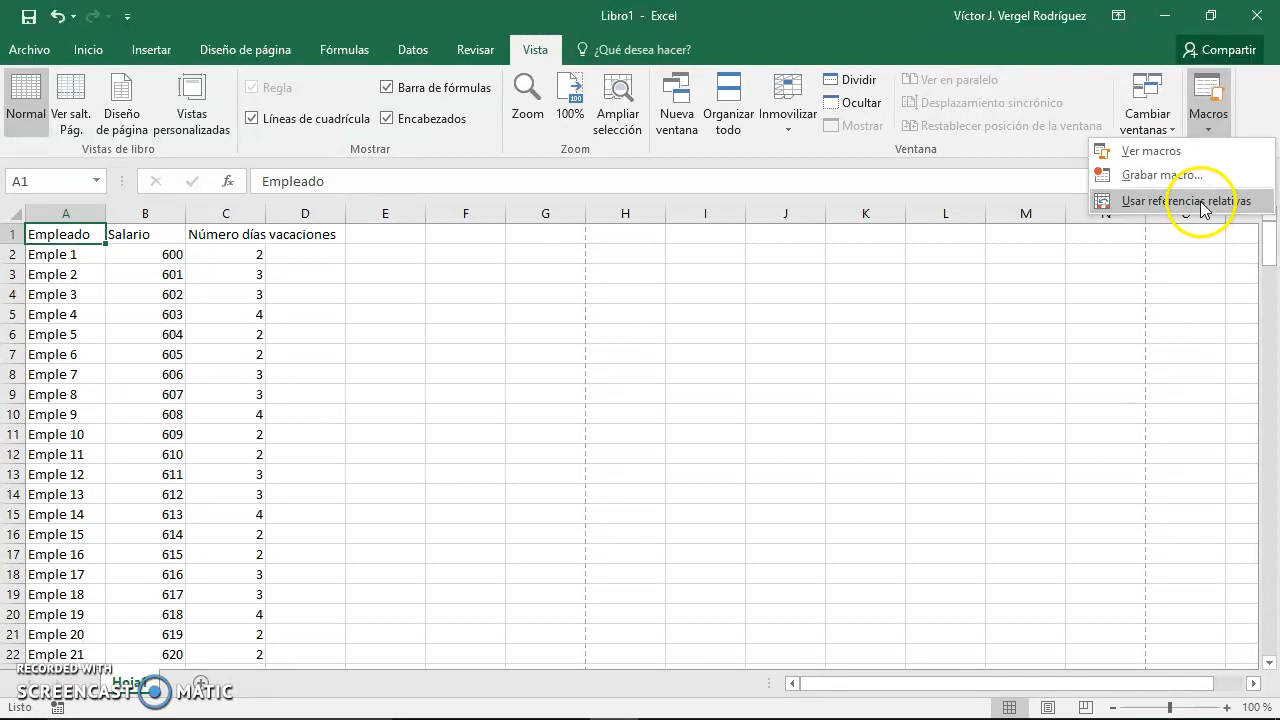 Libro1 - Excel
Víctor J. Vergel Rodríguez
Archivo Inicio Insertar Diseño de página Fórmulas Datos Revisar Vista ¿Qué desea hacer? Compartir
Normal
Ver salt. Pág.
Diseño de página
Vistas personalizadas
Vistas de libro
Regla
Barra de fórmulas
Líneas de cuadrícula
Encabezados
Mostrar
Zoom
100
100%
Ampliar selección
Zoom
Nueva ventana
Organizar todo
Inmovilizar
Dividir
Ocultar
Mostrar
Ver en paralelo
Desplazamiento sincrónico
Restablecer posición de la ventana
Ventana
Cambiar ventanas
Macros
Ver macros
Grabar macro...
Usar referencias relativas
A1
fx
Empleado
A B C D E F G H I J K L M
1 Empleado Salario Número días vacaciones
2 Emple 1 600 2
3 Emple 2 601 3
4 Emple 3 602 3
5 Emple 4 603 4
6 Emple 5 604 2
7 Emple 6 605 2
8 Emple 7 606 3
9 Emple 8 607 3
10 Emple 9 608 4
11 Emple 10 609 2
12 Emple 11 610 2
13 Emple 12 611 3
14 Emple 13 612 3
15 Emple 14 613 4
16 Emple 15 614 2
17 Emple 16 615 2
18 Emple 17 616 3
19 Emple 18 617 3
20 Emple 19 618 4
21 Emple 20 619 2
22 Emple 21 620 2
RECORDED WITH
SCREENCAST MATIC
Listo
100 %